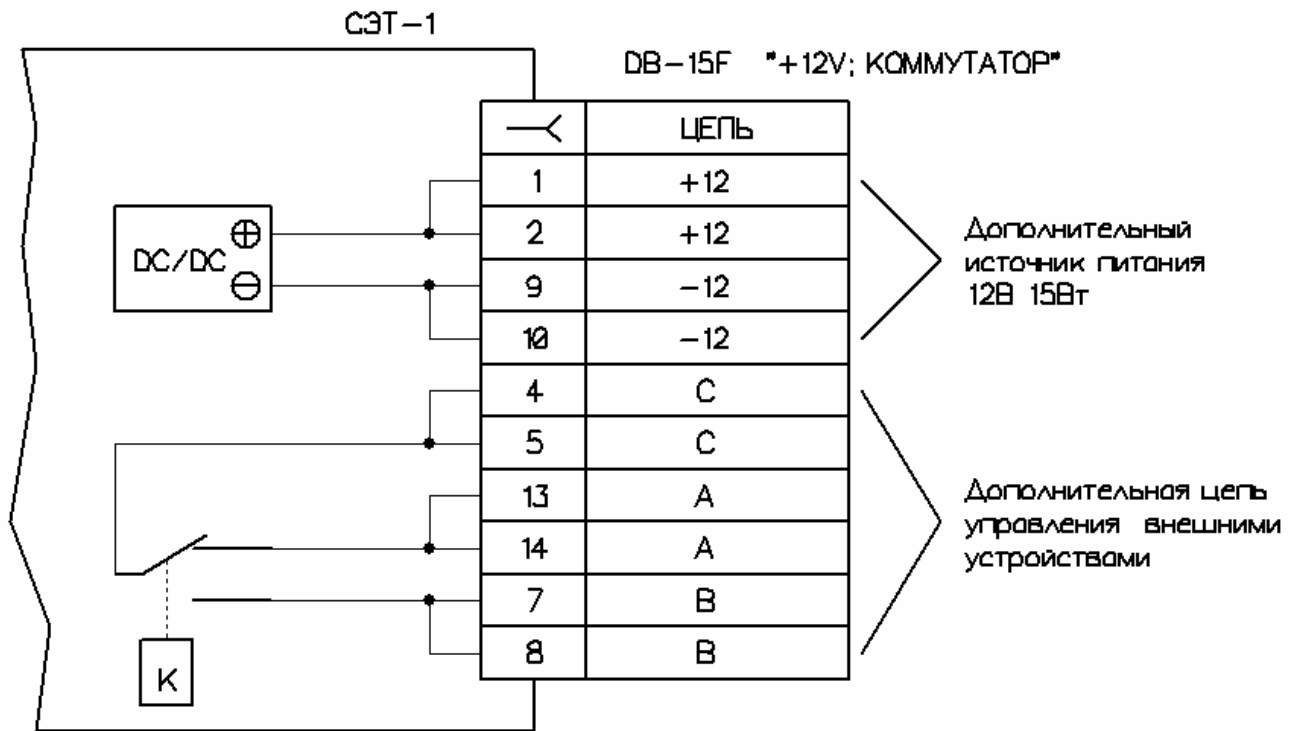 СЭТ-1
DB-15F "+12V; КОММУТАТОР"
ЦЕПЬ
1 +12
2 +12
9 -12
10 -12
4 C
5 C
13 A
14 A
7 B
8 B
DC/DC
K
Дополнительный
источник питания
12В 15Вт
Дополнительная цепь
управления внешними
устройствами